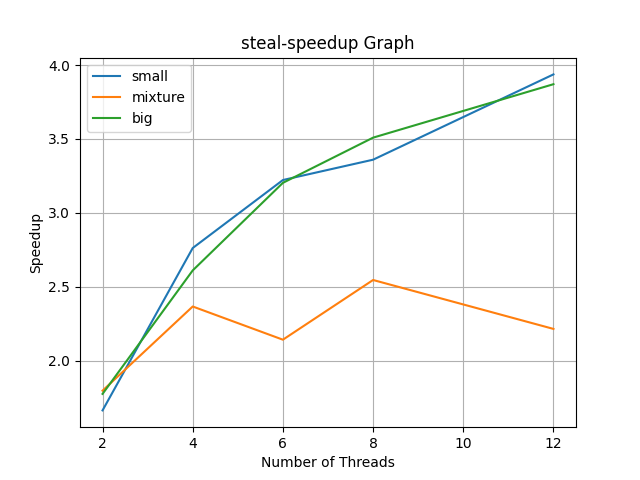 steal-speedup Graph
small
mixture
big
Speedup
4.0
3.5
3.0
2.5
2.0
2 4 6 8 10 12
Number of Threads